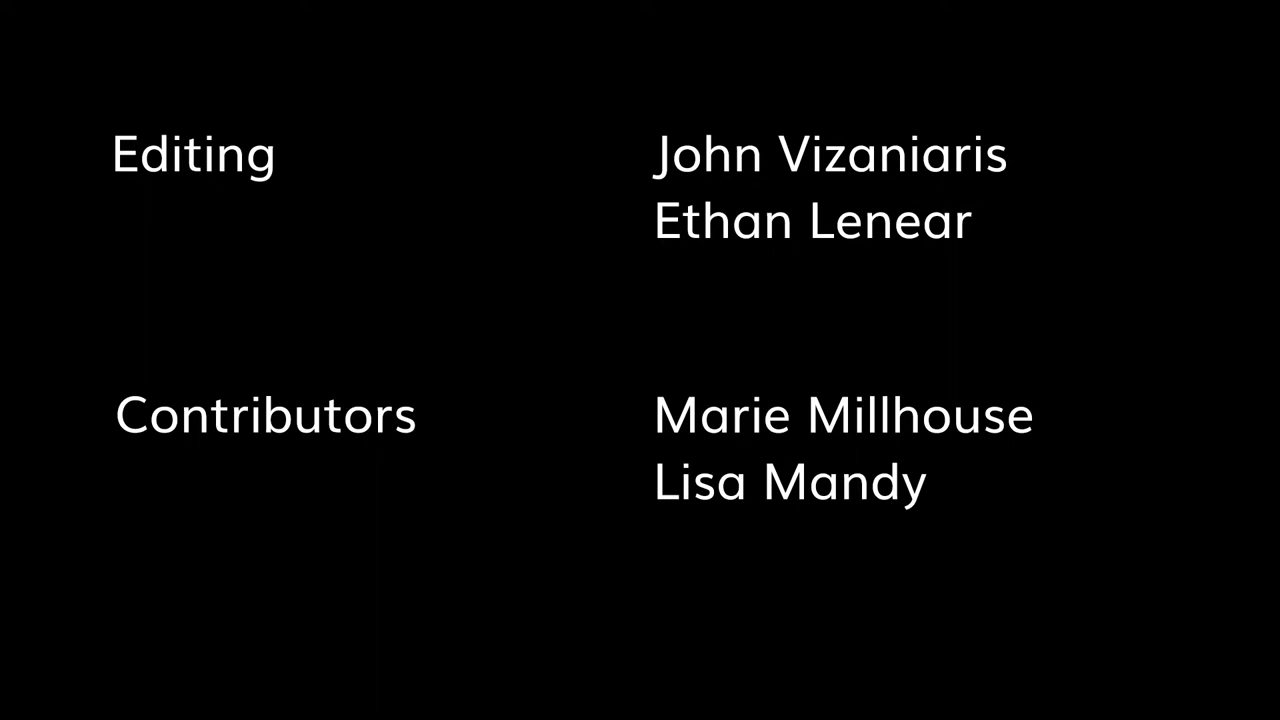 Editing
John Vizaniaris
Ethan Lenear
Contributors
Marie Millhouse
Lisa Mandy